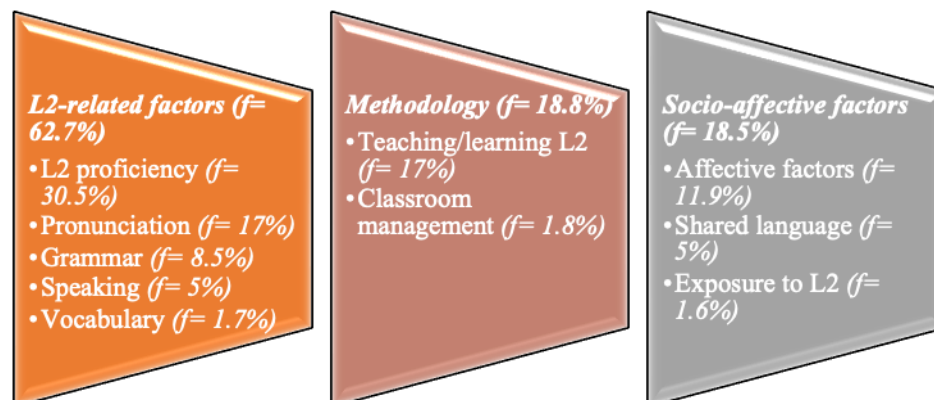 L2-related factors (f=
62.7%)
•L2 proficiency (f=
30.5%)
•Pronunciation (f= 17%)
•Grammar (f= 8.5%)
•Speaking (f= 5%)
•Vocabulary (f= 1.7%)
Methodology (f= 18.8%)
•Teaching/learning L2
(f= 17%)
•Classroom
management (f= 1.8%)
Socio-affective factors
(f= 18.5%)
•Affective factors (f=
11.9%)
•Shared language (f=
5%)
•Exposure to L2 (f=
1.6%)